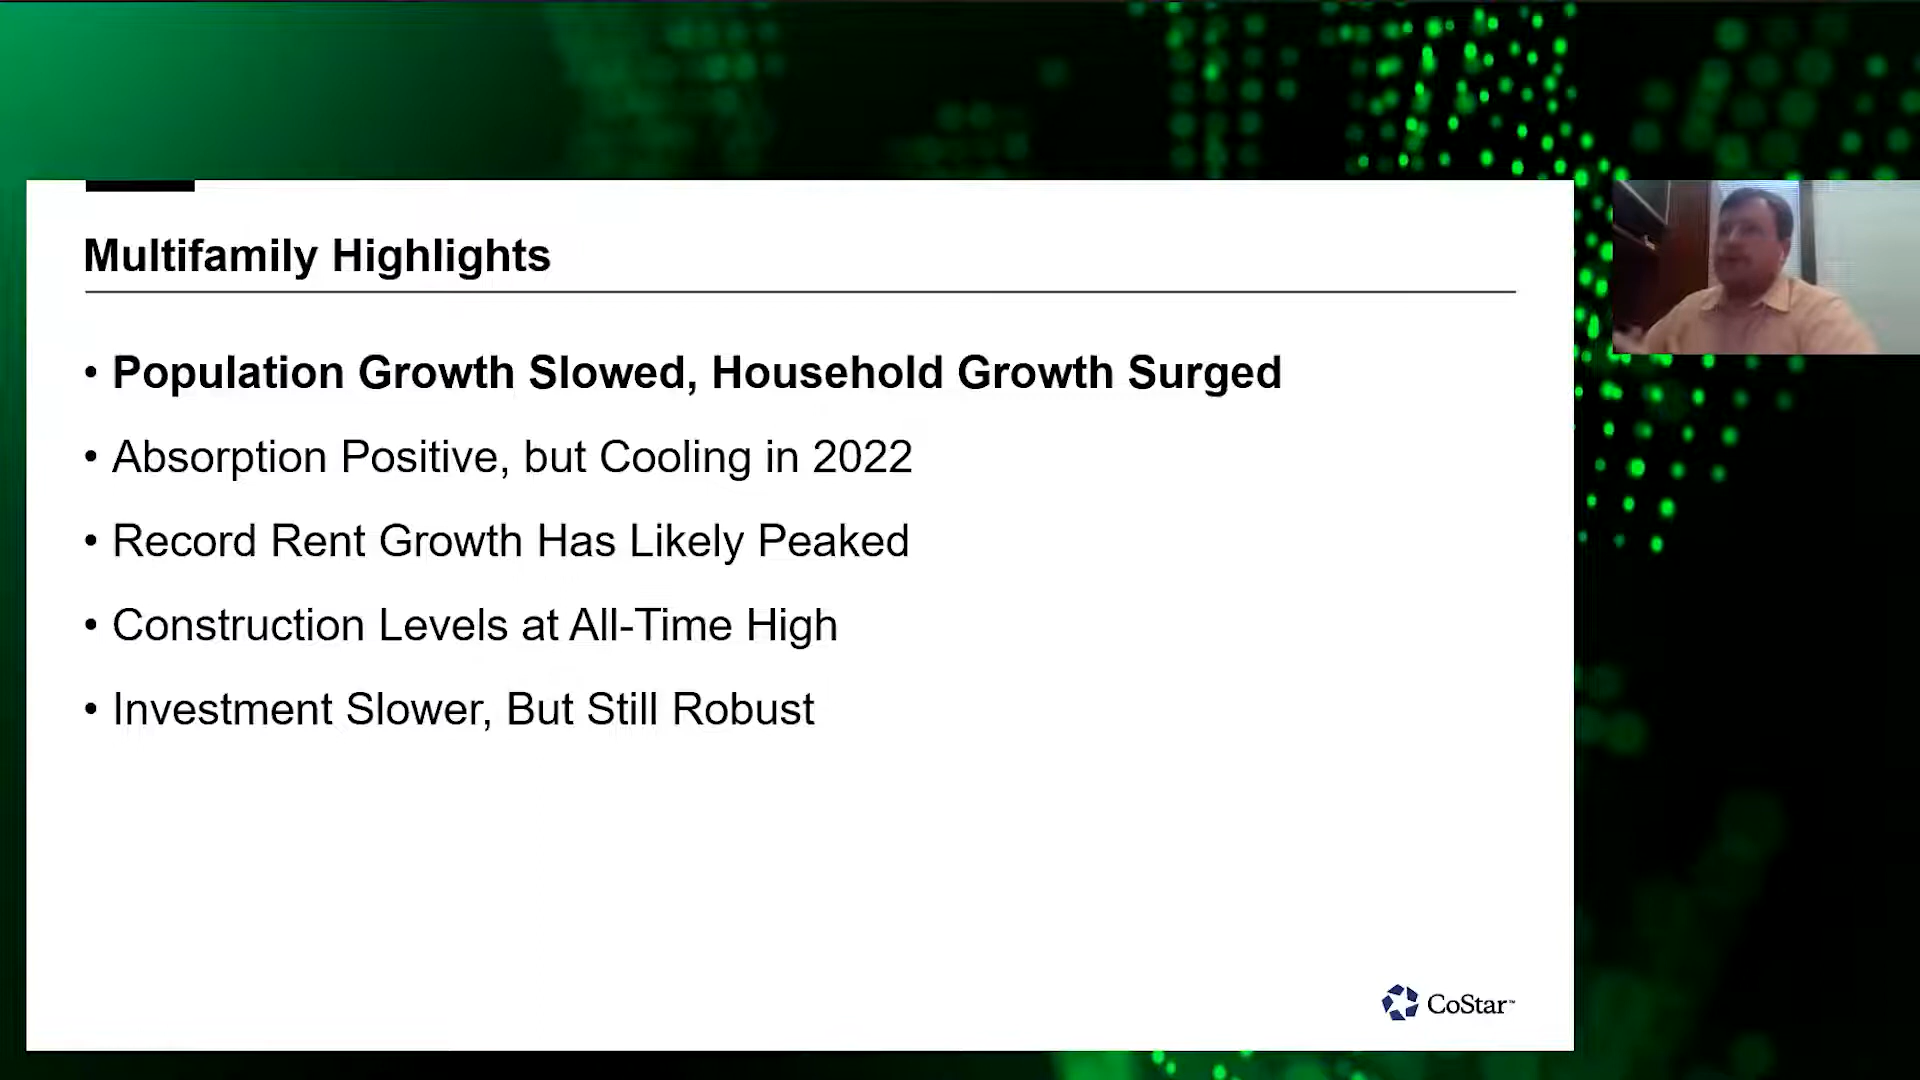 Multifamily Highlights
• Population Growth Slowed, Household Growth Surged
• Absorption Positive, but Cooling in 2022
• Record Rent Growth Has Likely Peaked
• Construction Levels at All-Time High
• Investment Slower, But Still Robust
CoStar™